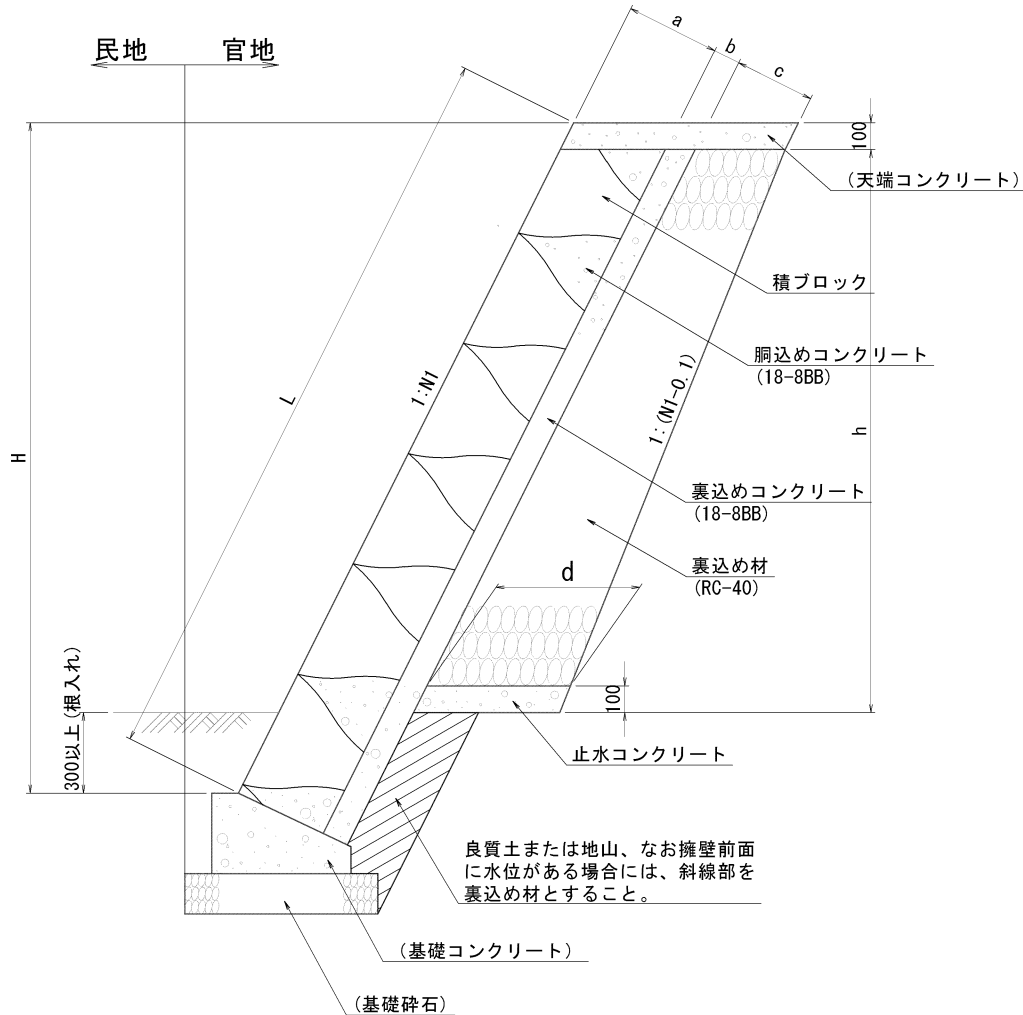 民地
官地
a
b
c
100
(天端コンクリート)
積ブロック
胴込めコンクリート
(18-8BB)
1:N1
L
H
1:(N1-0.1)
h
裏込めコンクリート
(18-8BB)
裏込め材
(RC-40)
d
100
300以上(根入れ)
止水コンクリート
良質土または地山、なお擁壁前面
に水位がある場合には、斜線部を
裏込め材とすること。
(基礎コンクリート)
(基礎砕石)